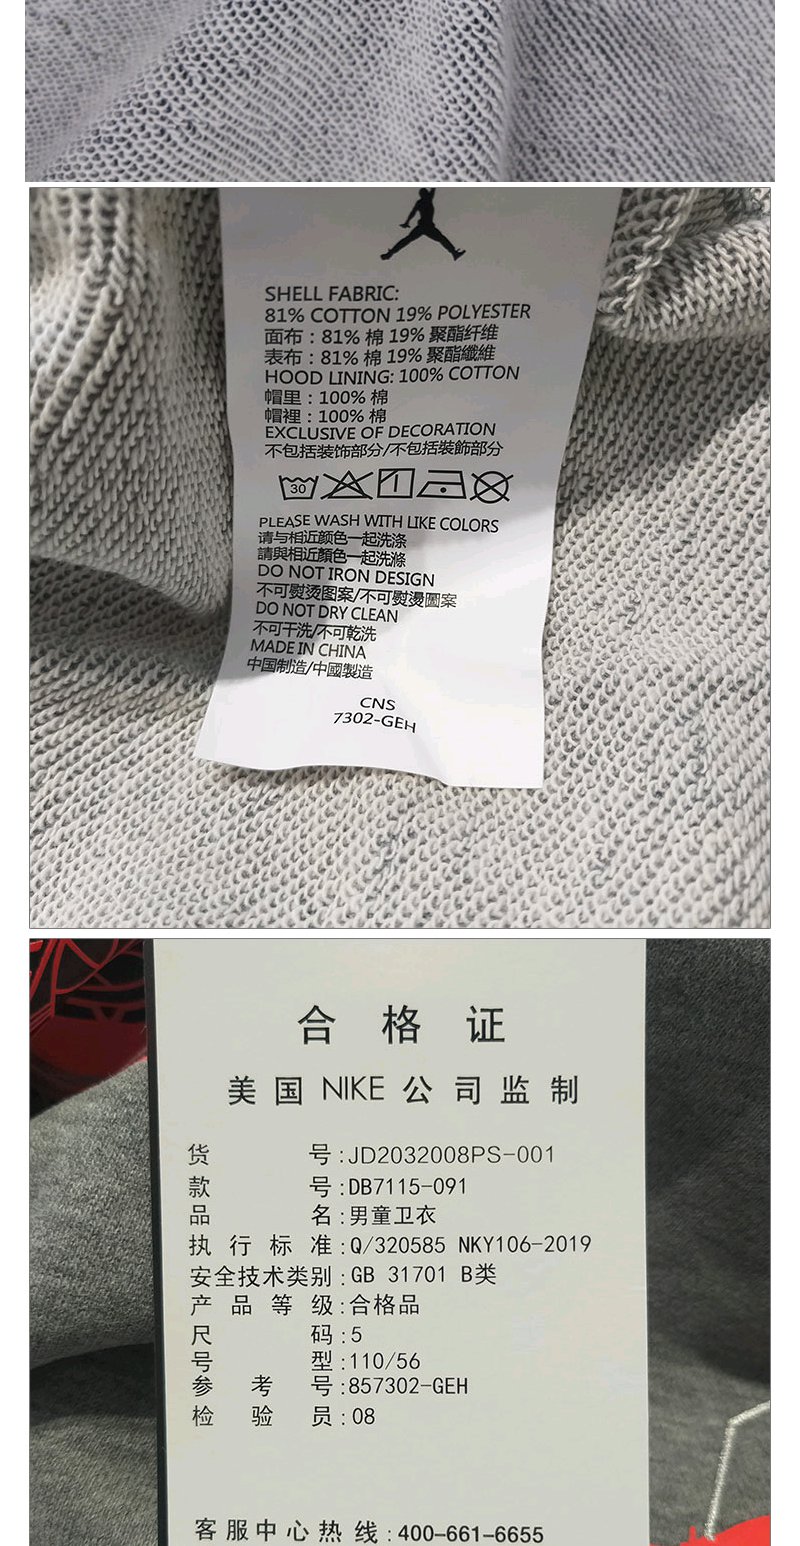 SHELL FABRIC:
81% COTTON 19% POLYESTER
面布：81% 棉 19% 聚酯纤维
表布：81% 棉 19% 聚酯纖維
HOOD LINING: 100% COTTON
帽里：100% 棉
帽裡：100% 棉
EXCLUSIVE OF DECORATION
不包括装饰部分/不包括裝飾部分
30
PLEASE WASH WITH LIKE COLORS
请与相近颜色一起洗涤
請與相近顏色一起洗滌
DO NOT IRON DESIGN
不可熨烫图案/不可熨燙圖案
DO NOT DRY CLEAN
不可干洗/不可乾洗
MADE IN CHINA
中国制造/中國製造
CNS
7302-GEH
合格证
美国NIKE公司监制
货号:JD2032008PS-001
款号:DB7115-091
品名:男童卫衣
执行标准:Q/320585 NKY106-2019
安全技术类别:GB 31701 B类
产品等级:合格品
尺码:5
号型:110/56
参考号:857302-GEH
检验员:08
客服中心热线:400-661-6655